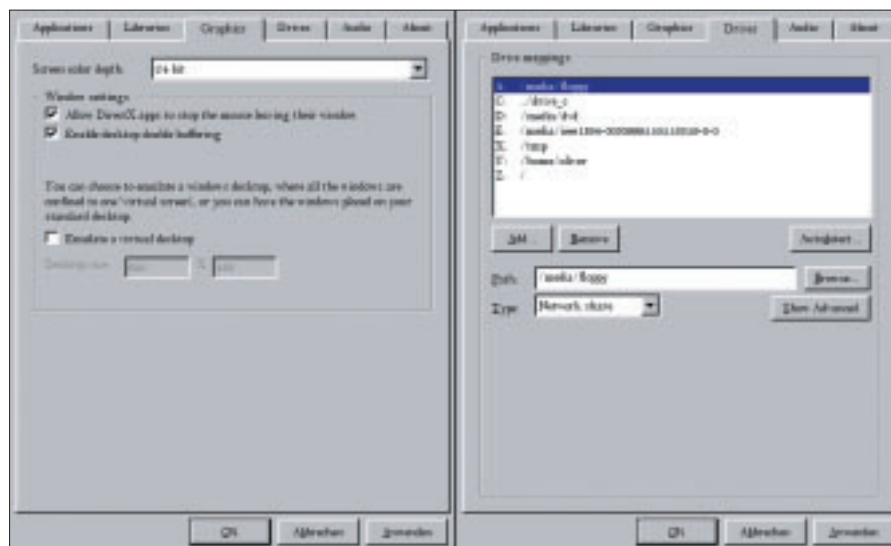 Applications Libraries Graphics Drives Audio About
Screen color depth: 24 bit
Window settings
Allow DirectX apps to stop the mouse leaving their window
Enable desktop double buffering
You can choose to emulate a windows desktop, where all the windows are
confined to one 'virtual screen', or you can have the windows placed on your
standard desktop.
Emulate a virtual desktop
Desktop size: X
OK Abbrechen Anwenden
Applications Libraries Graphics Drives Audio About
Drive mappings
A: /media/floppy
C: ../drive_c
D: /media/dvd
E:
X: /tmp
Y:
Z: /
Add... Remove Autodetect...
Path: /media/floppy Browse...
Type: Network share Show Advanced
OK Abbrechen Anwenden